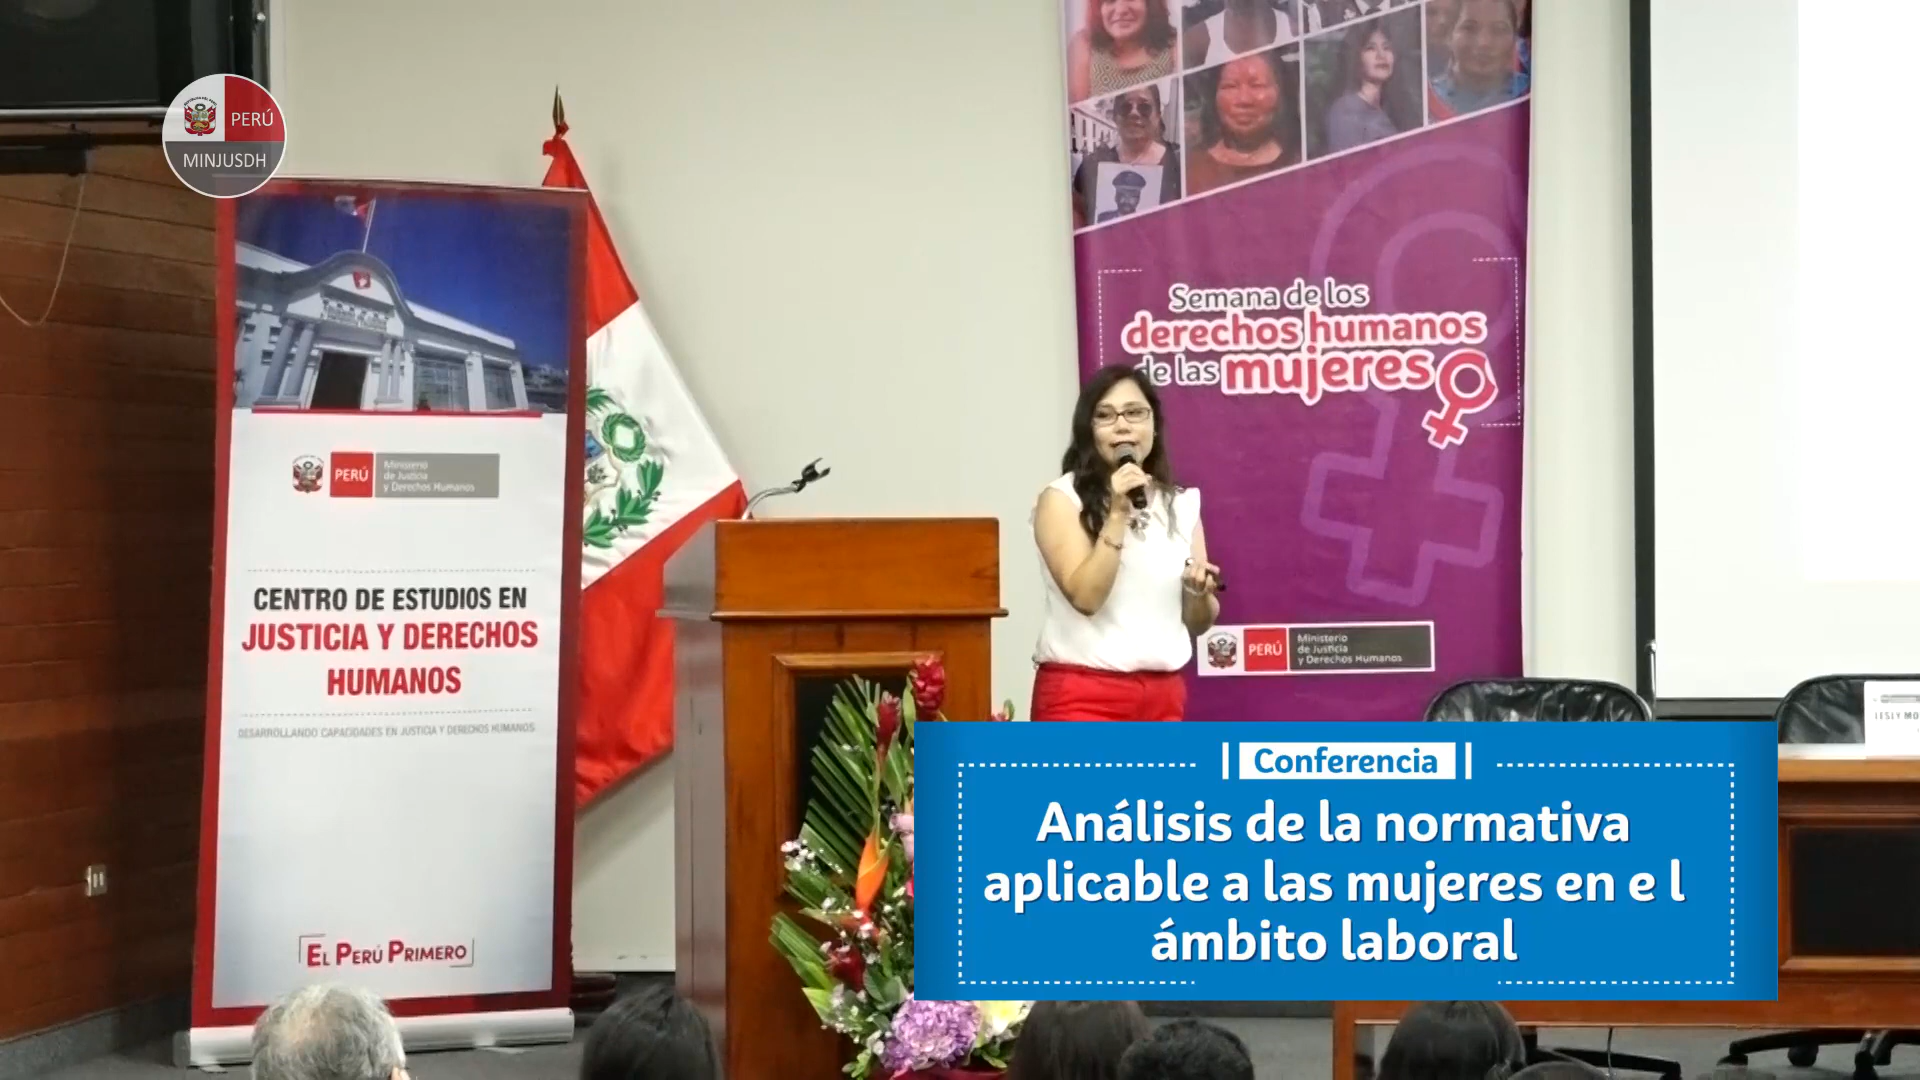 PERÚ
MINJUSDH
PERÚ
Ministerio
de Justicia
y Derechos Humanos
CENTRO DE ESTUDIOS EN
JUSTICIA Y DERECHOS
HUMANOS
DESARROLLANDO CAPACIDADES EN JUSTICIA Y DERECHOS HUMANOS
EL PERÚ PRIMERO
Semana de los
derechos humanos
de las mujeres
PERÚ
Ministerio
de Justicia
y Derechos Humanos
LESLY MO
Conferencia
Análisis de la normativa
aplicable a las mujeres en e l
ámbito laboral